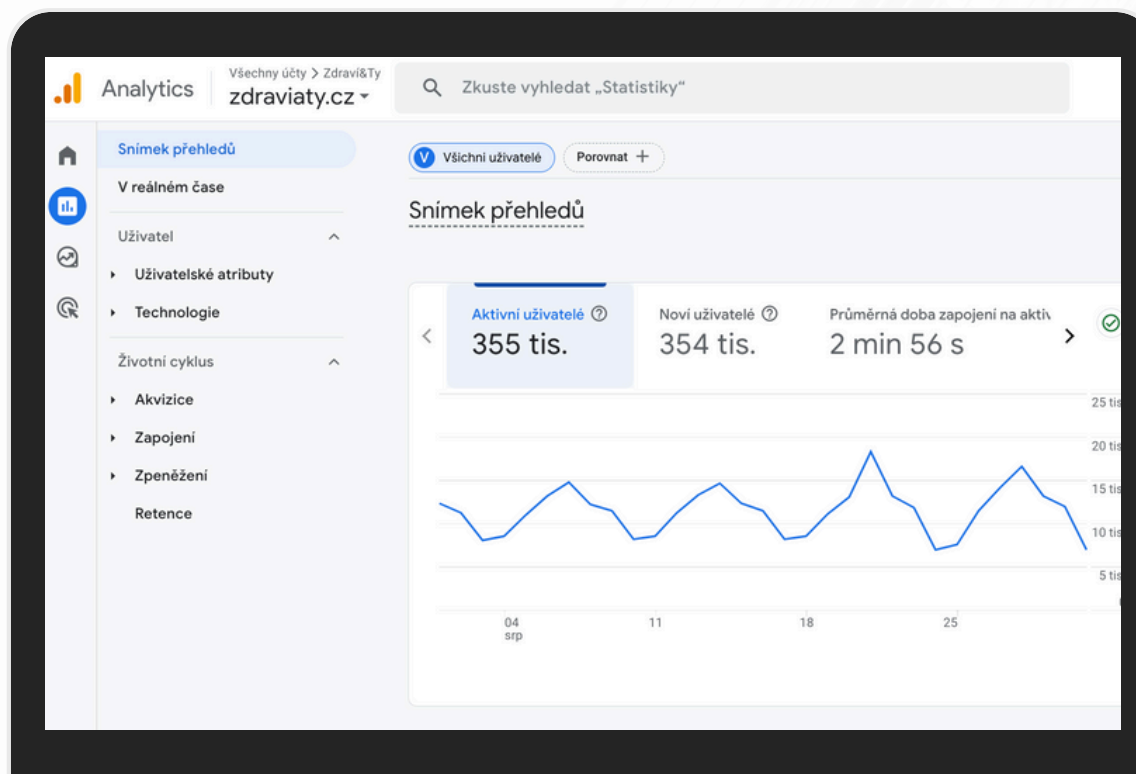 Analytics
Všechny účty > Zdraví&Ty
zdraviaty.cz
Zkuste vyhledat „Statistiky“
Snímek přehledů
V reálném čase
Uživatel
Uživatelské atributy
Technologie
Životní cyklus
Akvizice
Zapojení
Zpeněžení
Retence
V Všichni uživatelé
Porovnat +
Snímek přehledů
Aktivní uživatelé
355 tis.
Noví uživatelé
354 tis.
Průměrná doba zapojení na aktiv
2 min 56 s
25 tis
20 tis
15 tis
10 tis
5 tis
04
srp
11
18
25